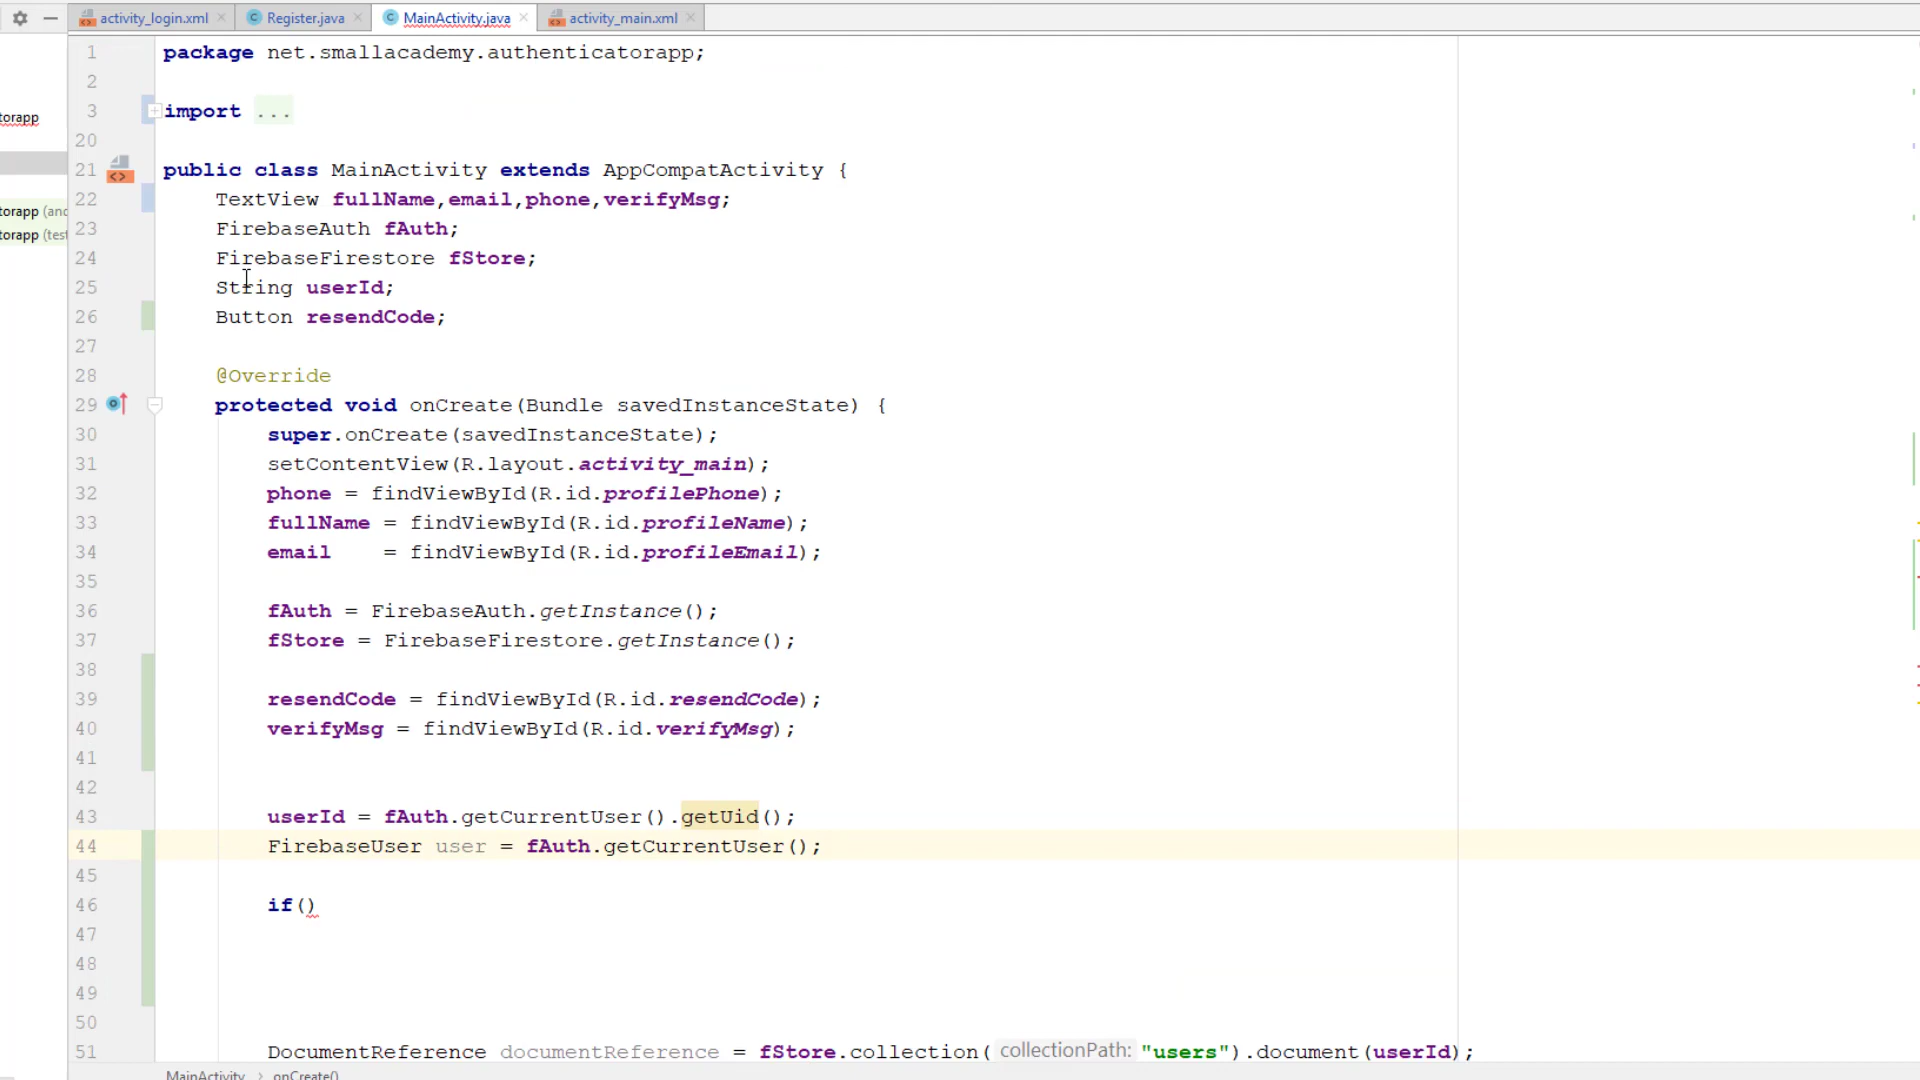 activity_login.xml Register.java MainActivity.java activity_main.xml
1 package net.smallacademy.authenticatorapp;
2
3 import ...
20
21 public class MainActivity extends AppCompatActivity {
22 TextView fullName,email,phone,verifyMsg;
23 FirebaseAuth fAuth;
24 FirebaseFirestore fStore;
25 String userId;
26 Button resendCode;
27
28 @Override
29 protected void onCreate(Bundle savedInstanceState) {
30 super.onCreate(savedInstanceState);
31 setContentView(R.layout.activity_main);
32 phone = findViewById(R.id.profilePhone);
33 fullName = findViewById(R.id.profileName);
34 email    = findViewById(R.id.profileEmail);
35
36 fAuth = FirebaseAuth.getInstance();
37 fStore = FirebaseFirestore.getInstance();
38
39 resendCode = findViewById(R.id.resendCode);
40 verifyMsg = findViewById(R.id.verifyMsg);
41
42
43 userId = fAuth.getCurrentUser().getUid();
44 FirebaseUser user = fAuth.getCurrentUser();
45
46 if()
47
48
49
50
51 DocumentReference documentReference = fStore.collection( collectionPath: "users").document(userId);
MainActivity > onCreate()
torapp
torapp (and
torapp (test